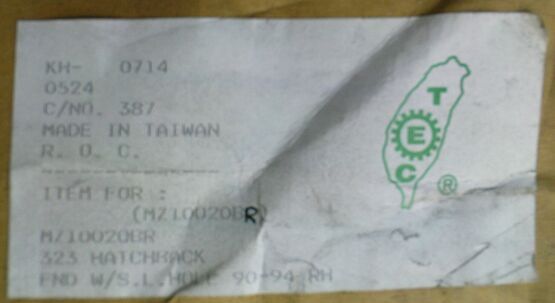 KH- 0714
0524
C/NO. 387
MADE IN TAIWAN
R. O. C.
ITEM FOR :
(MZ10020BR)
MZ10020BR
323 HATCHBACK
FND W/S.L.HOLE 90-94 RH
T
E
C
®